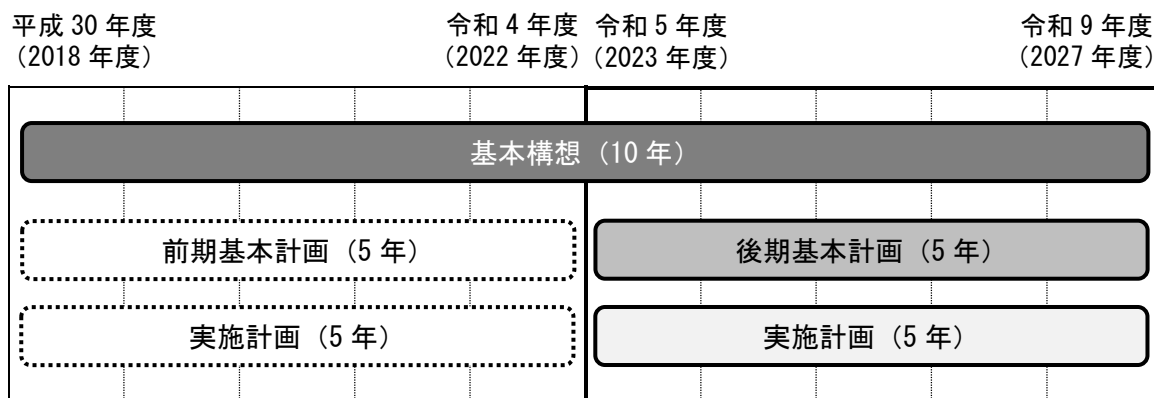 平成 30 年度 令和 4 年度 令和 5 年度 令和 9 年度
(2018 年度) (2022 年度) (2023 年度) (2027 年度)
基本構想（10 年）
前期基本計画（5 年） 後期基本計画（5 年）
実施計画（5 年） 実施計画（5 年）